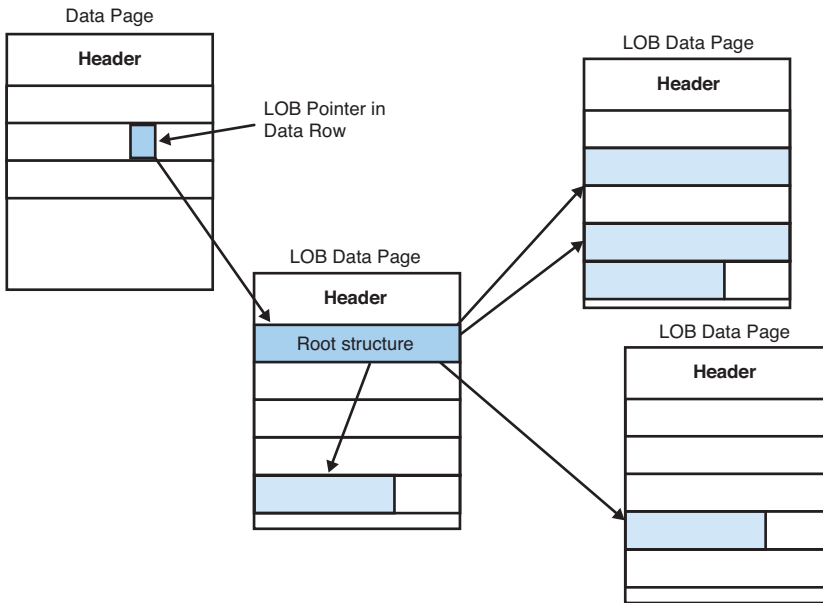 Data Page
Header
LOB Pointer in
Data Row
LOB Data Page
Header
LOB Data Page
Header
Root structure
LOB Data Page
Header